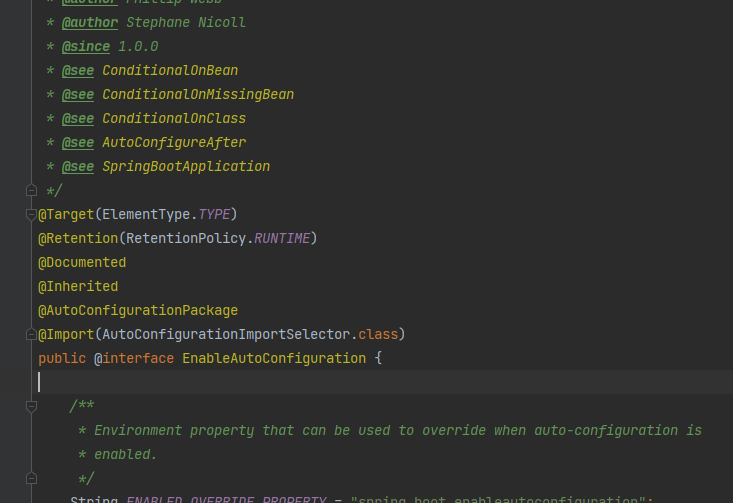 * @author Phillip Webb
* @author Stephane Nicoll
* @since 1.0.0
* @see ConditionalOnBean
* @see ConditionalOnMissingBean
* @see ConditionalOnClass
* @see AutoConfigureAfter
* @see SpringBootApplication
*/
@Target(ElementType.TYPE)
@Retention(RetentionPolicy.RUNTIME)
@Documented
@Inherited
@AutoConfigurationPackage
@Import(AutoConfigurationImportSelector.class)
public @interface EnableAutoConfiguration {
/**
* Environment property that can be used to override when auto-configuration is
* enabled.
*/
String ENABLED_OVERRIDE_PROPERTY = "spring.boot.enableautoconfiguration";